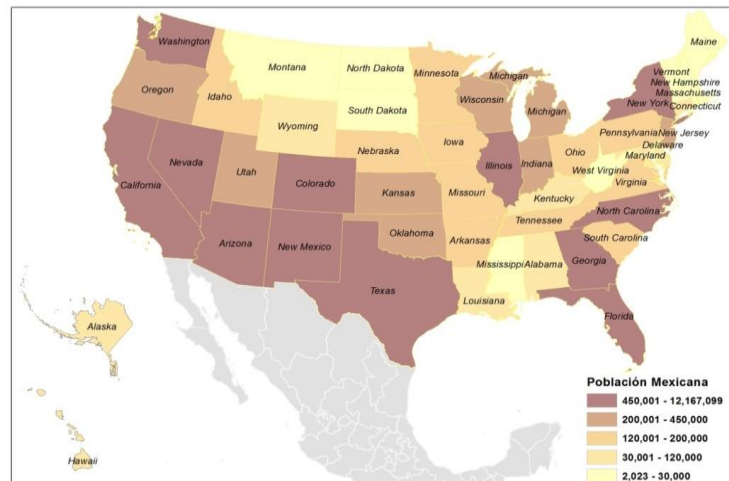 Washington
Maine
Montana
North Dakota
Minnesota
Michigan
Vermont
New Hampshire
Massachusetts
New York
Connecticut
Oregon
Idaho
Wisconsin
Michigan
South Dakota
Wyoming
Iowa
Pennsylvania
New Jersey
Nebraska
Ohio
Delaware
Maryland
Nevada
Utah
Colorado
Illinois
Indiana
West Virginia
Virginia
California
Kansas
Missouri
Kentucky
North Carolina
Tennessee
Arizona
New Mexico
Oklahoma
Arkansas
South Carolina
Mississippi
Alabama
Georgia
Texas
Louisiana
Florida
Alaska
Hawaii
Población Mexicana
450,001 - 12,167,099
200,001 - 450,000
120,001 - 200,000
30,001 - 120,000
2,023 - 30,000